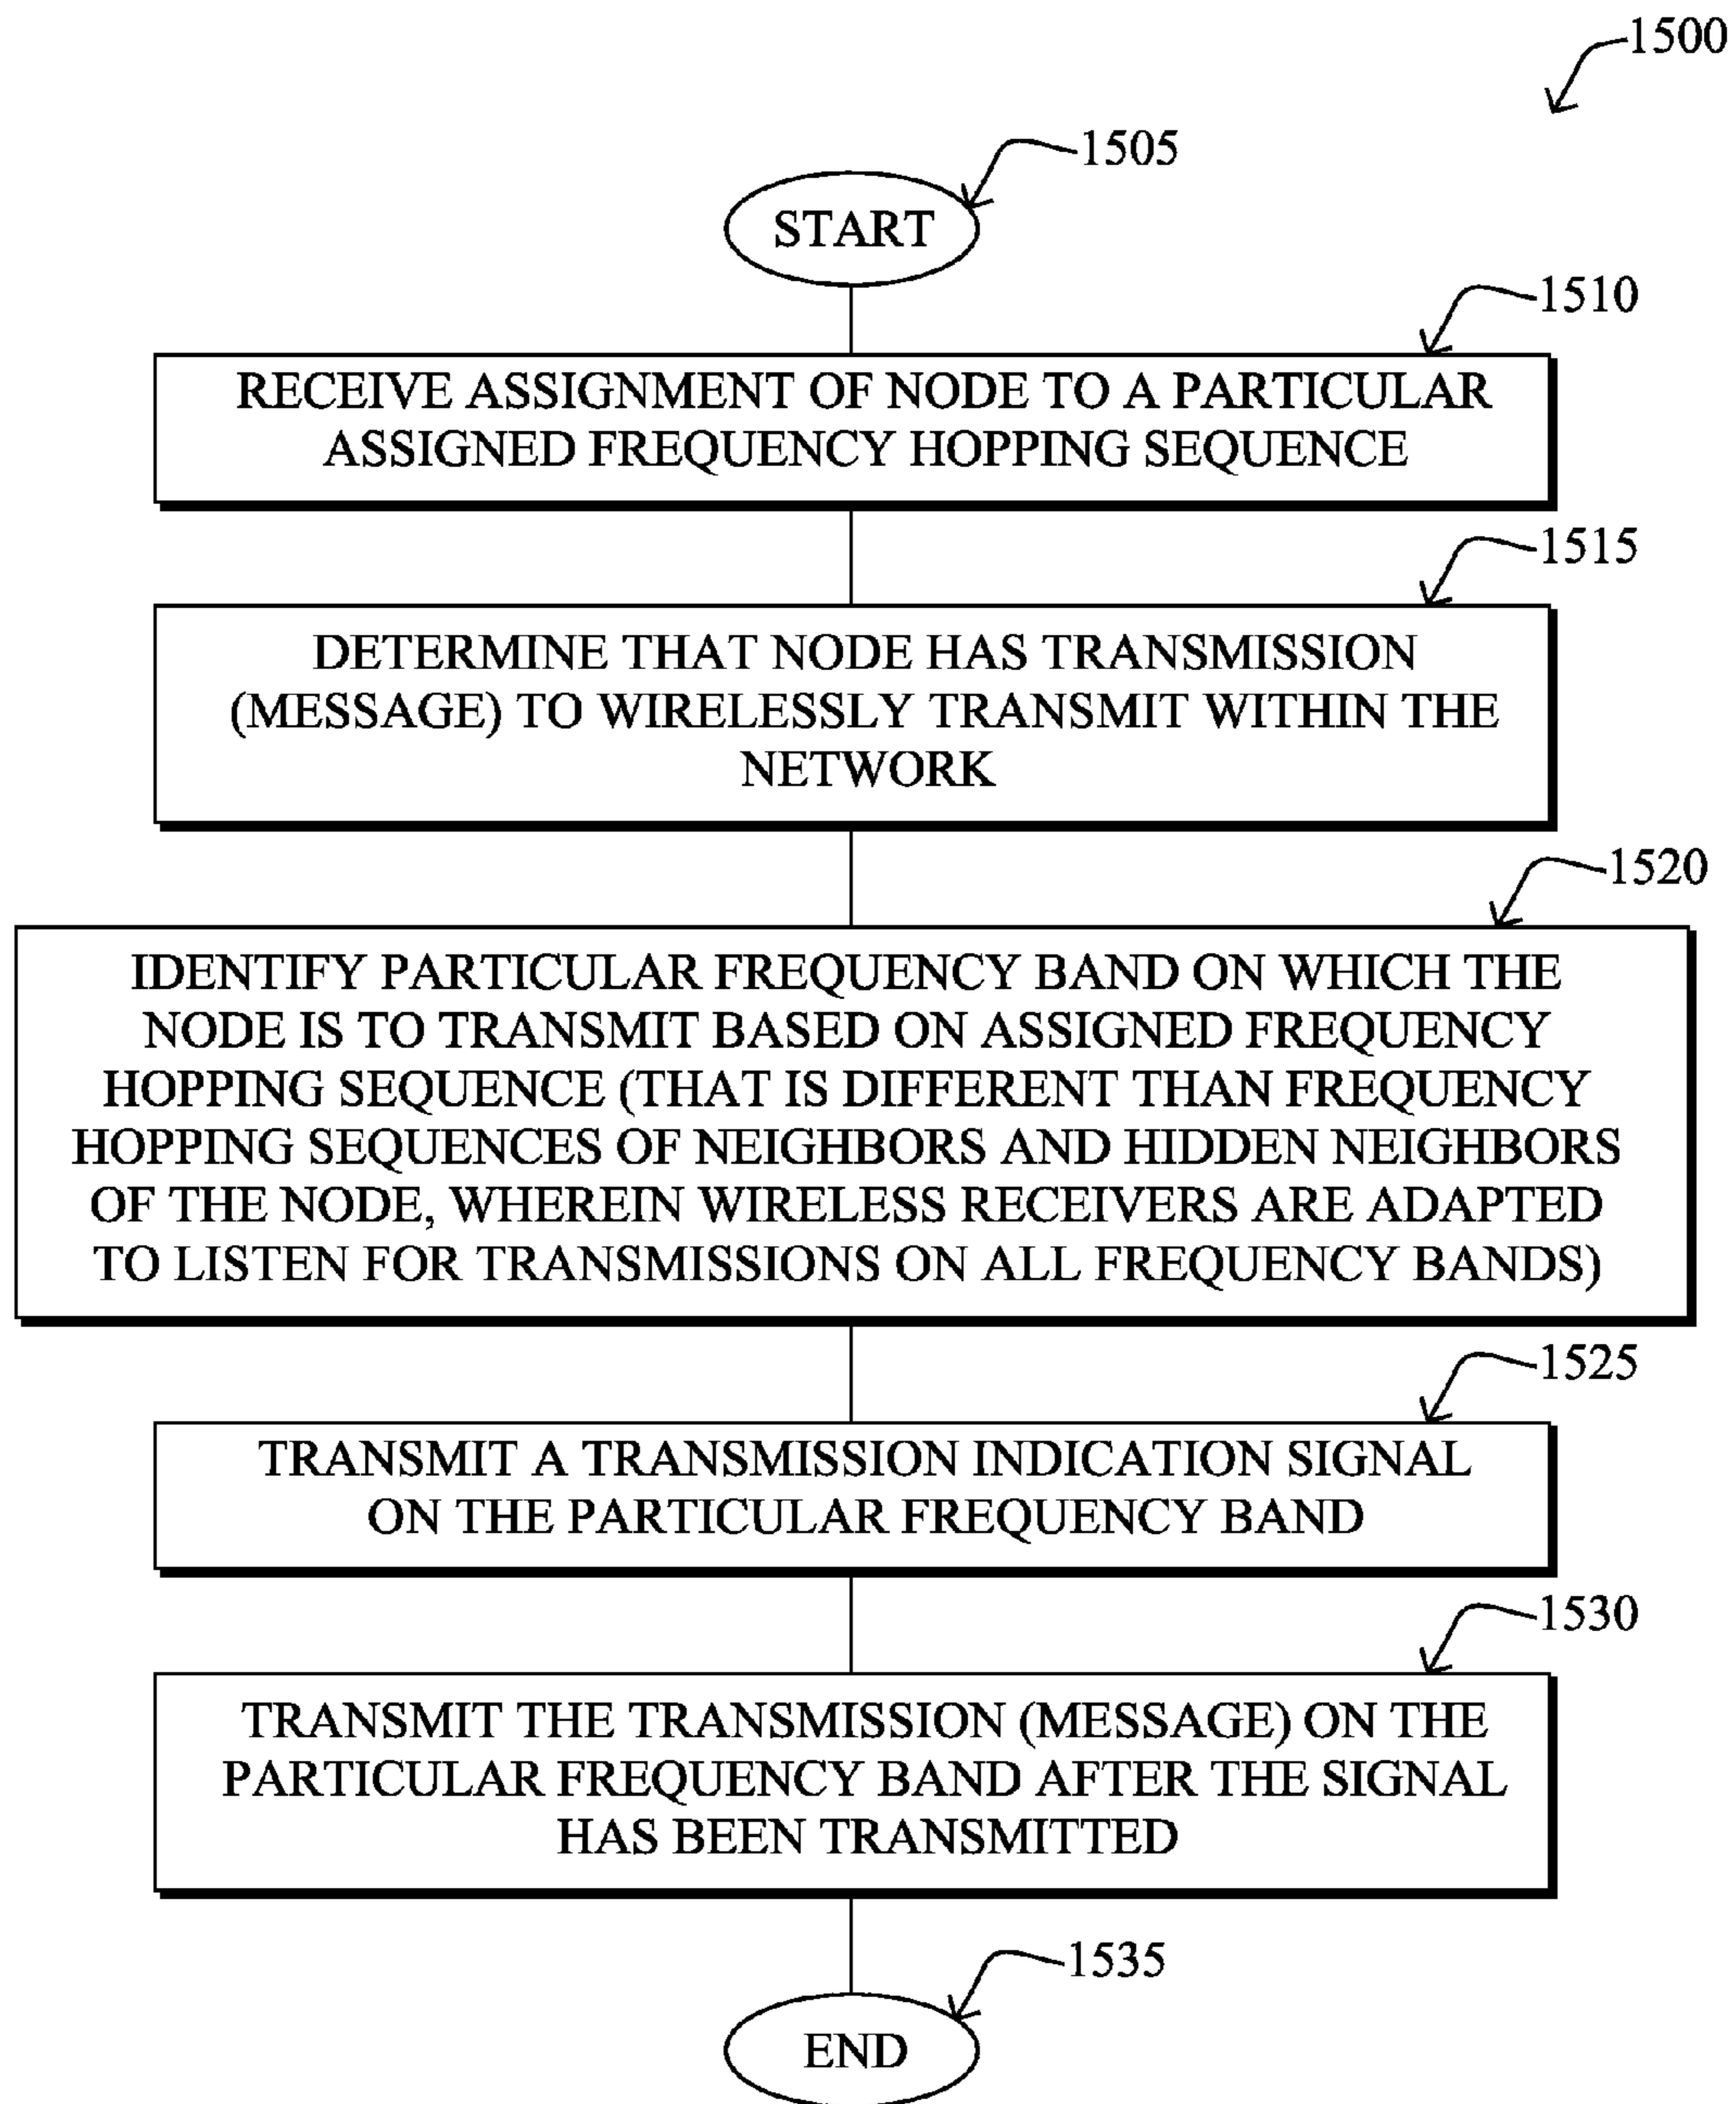 1500
1505
START
1510
RECEIVE ASSIGNMENT OF NODE TO A PARTICULAR
ASSIGNED FREQUENCY HOPPING SEQUENCE
1515
DETERMINE THAT NODE HAS TRANSMISSION
(MESSAGE) TO WIRELESSLY TRANSMIT WITHIN THE
NETWORK
1520
IDENTIFY PARTICULAR FREQUENCY BAND ON WHICH THE
NODE IS TO TRANSMIT BASED ON ASSIGNED FREQUENCY
HOPPING SEQUENCE (THAT IS DIFFERENT THAN FREQUENCY
HOPPING SEQUENCES OF NEIGHBORS AND HIDDEN NEIGHBORS
OF THE NODE, WHEREIN WIRELESS RECEIVERS ARE ADAPTED
TO LISTEN FOR TRANSMISSIONS ON ALL FREQUENCY BANDS)
1525
TRANSMIT A TRANSMISSION INDICATION SIGNAL
ON THE PARTICULAR FREQUENCY BAND
1530
TRANSMIT THE TRANSMISSION (MESSAGE) ON THE
PARTICULAR FREQUENCY BAND AFTER THE SIGNAL
HAS BEEN TRANSMITTED
1535
END